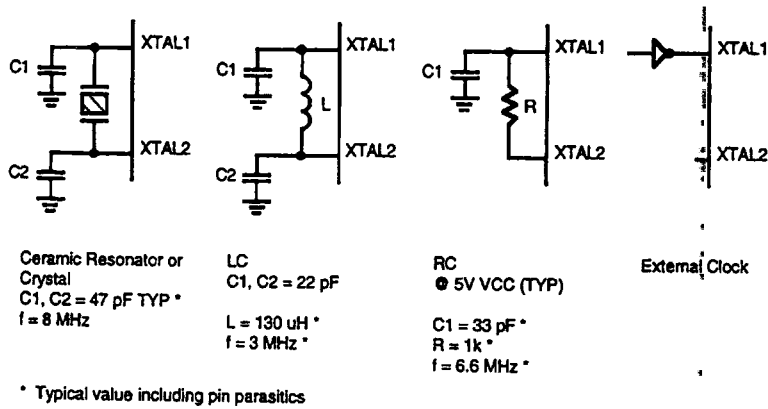 XTAL1
C1
XTAL2
C2
XTAL1
C1
L
XTAL2
C2
XTAL1
C1
R
XTAL2
XTAL1
XTAL2
Ceramic Resonator or
Crystal
C1, C2 = 47 pF TYP *
f = 8 MHz
LC
C1, C2 = 22 pF
L = 130 uH *
f = 3 MHz *
RC
@ 5V VCC (TYP)
C1 = 33 pF *
R = 1k *
f = 6.6 MHz *
External Clock
* Typical value including pin parasitics